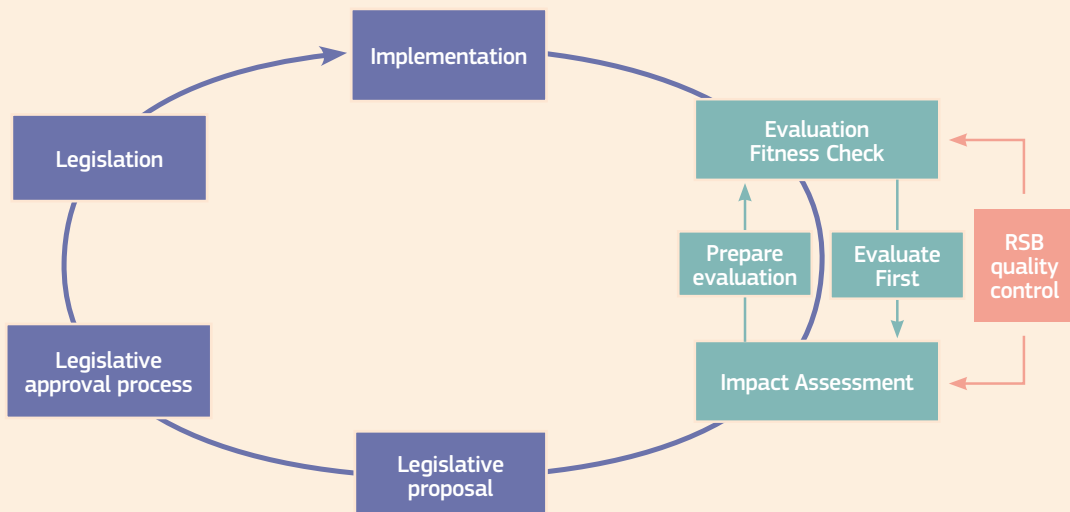 Implementation
Evaluation
Fitness Check
Legislation
Prepare
evaluation
Evaluate
First
RSB
quality
control
Legislative
approval process
Impact Assessment
Legislative
proposal